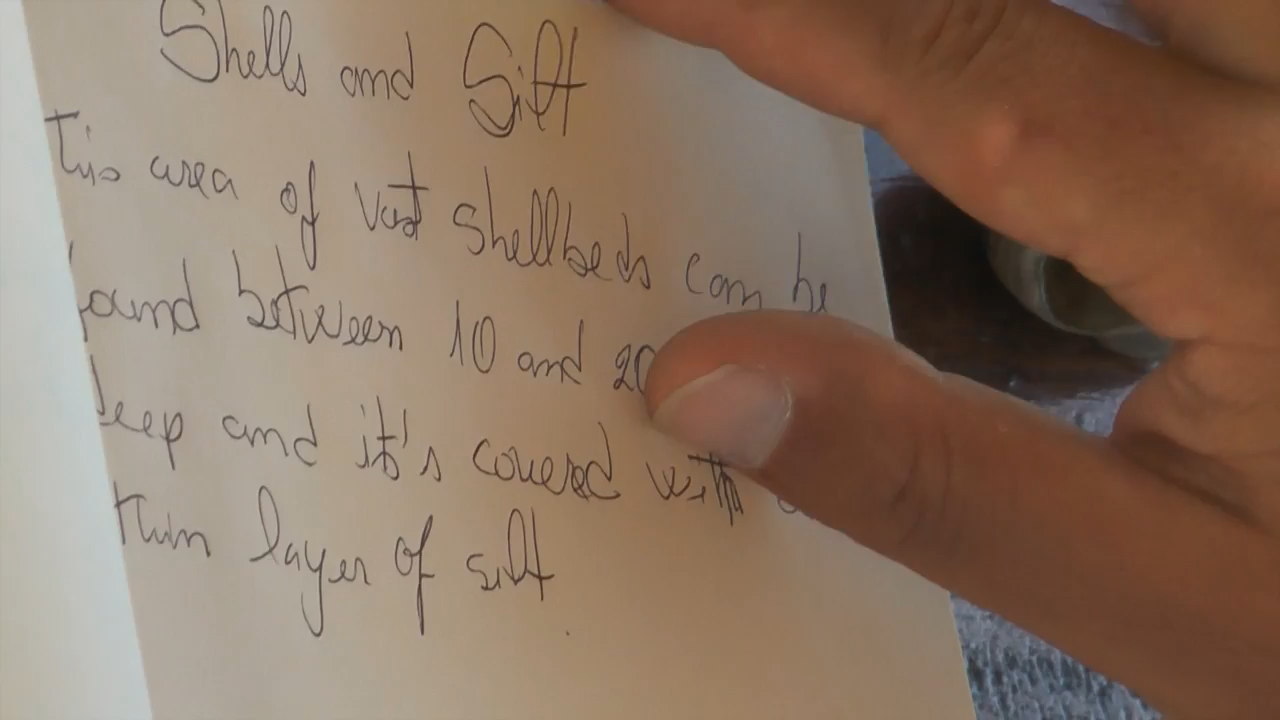 Shells and Silt
This area of vast shellbeds can be
found between 10 and 20
deep and it's covered with
thin layer of silt